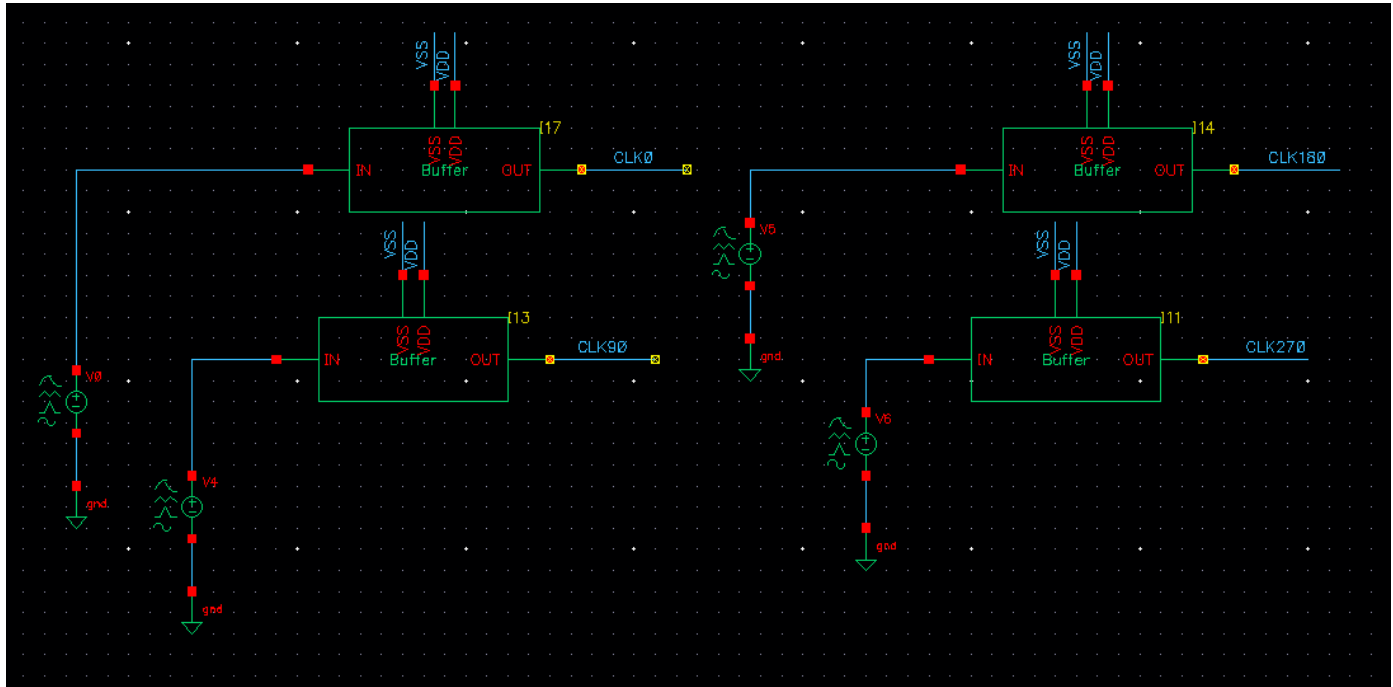 VSS VDD
I17
VSS VDD
IN Buffer OUT
CLK0
VSS VDD
I13
VSS VDD
IN Buffer OUT
CLK90
V0
gnd
V4
gnd
VSS VDD
I14
VSS VDD
IN Buffer OUT
CLK180
V5
gnd
VSS VDD
I11
VSS VDD
IN Buffer OUT
CLK270
V6
gnd